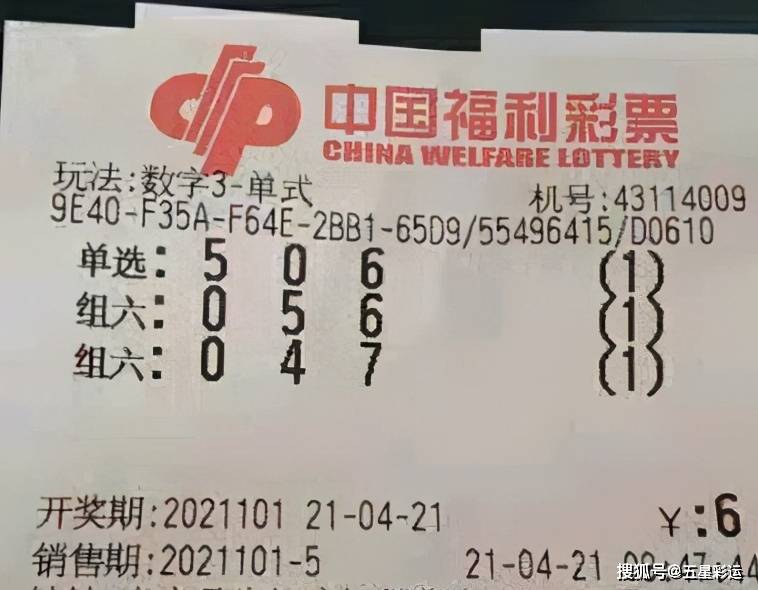 中国福利彩票
CHINA WELFARE LOTTERY
玩法:数字3-单式
机号:43114009
9E40-F35A-F64E-2BB1-65D9/55496415/D0610
单选: 5 0 6 (1)
组六: 0 5 6 (1)
组六: 0 4 7 (1)
开奖期:2021101 21-04-21 ¥:6
销售期:2021101-5 21-04-21
搜狐号@五星彩运